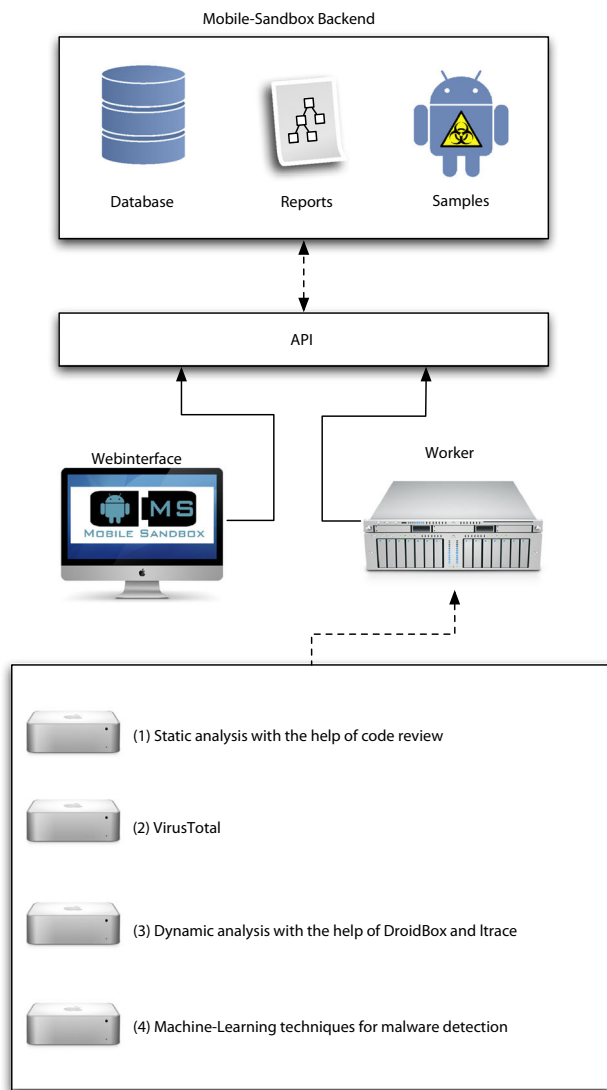 Mobile-Sandbox Backend
Database
Reports
Samples
API
Webinterface
Worker
MS
MOBILE SANDBOX
(1) Static analysis with the help of code review
(2) VirusTotal
(3) Dynamic analysis with the help of DroidBox and ltrace
(4) Machine-Learning techniques for malware detection